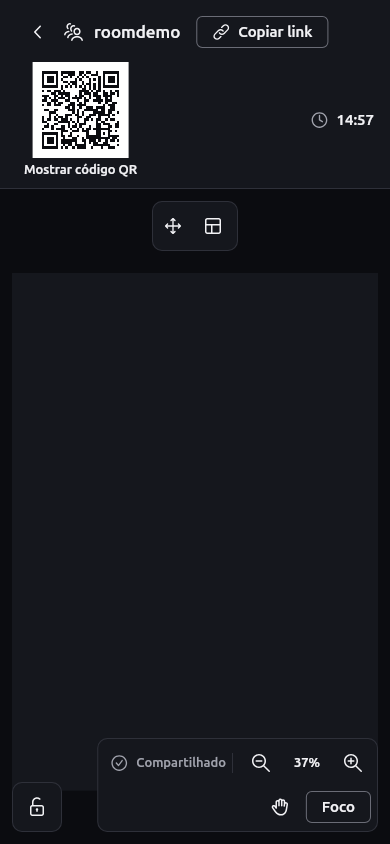 roomdemo
Copiar link
Mostrar código QR
14:57
Compartilhado
37%
Foco